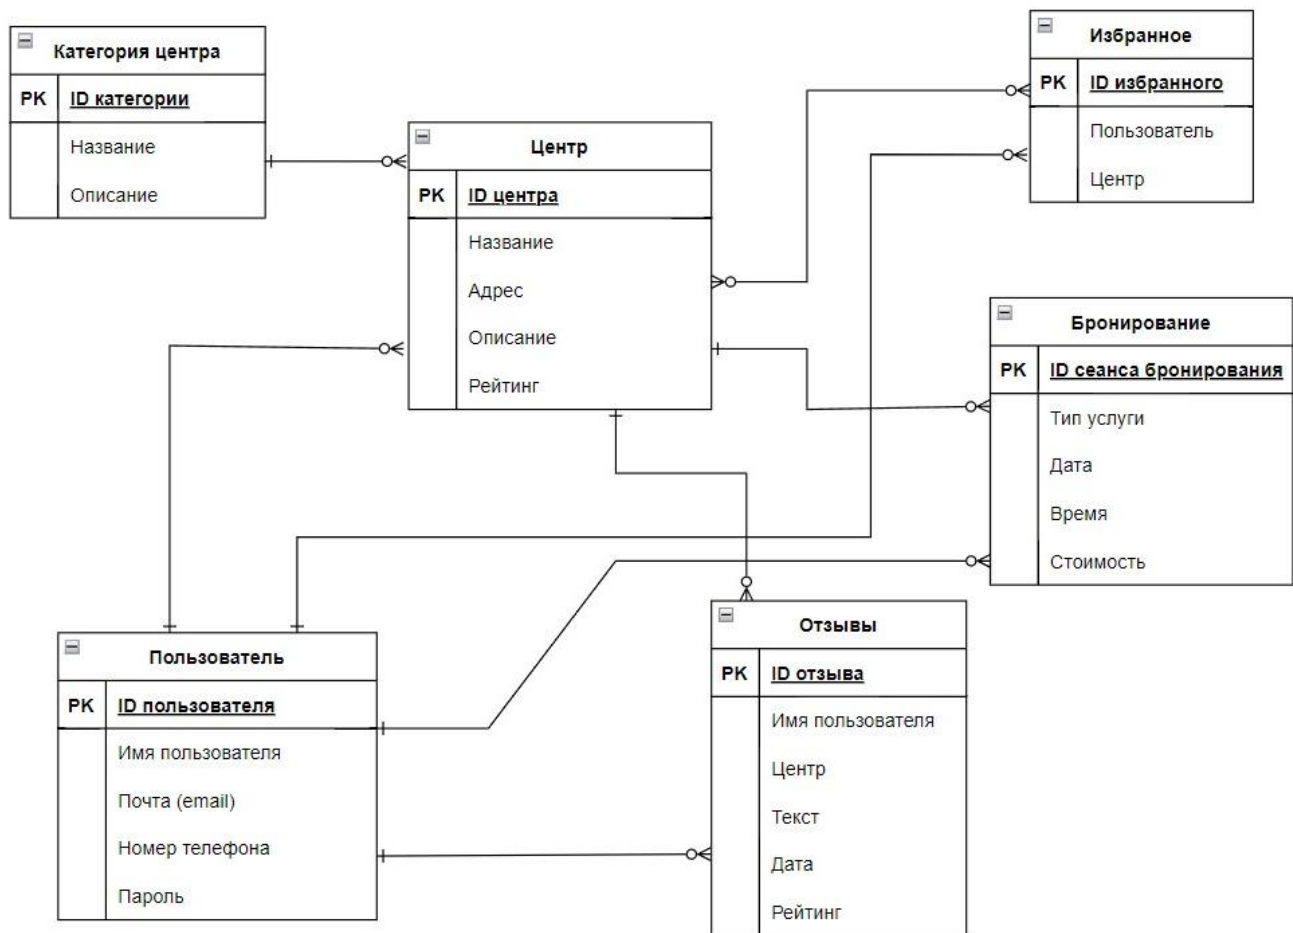 Категория центра
PK ID категории
Название
Описание
Избранное
PK ID избранного
Пользователь
Центр
Центр
PK ID центра
Название
Адрес
Описание
Рейтинг
Бронирование
PK ID сеанса бронирования
Тип услуги
Дата
Время
Стоимость
Пользователь
PK ID пользователя
Имя пользователя
Почта (email)
Номер телефона
Пароль
Отзывы
PK ID отзыва
Имя пользователя
Центр
Текст
Дата
Рейтинг